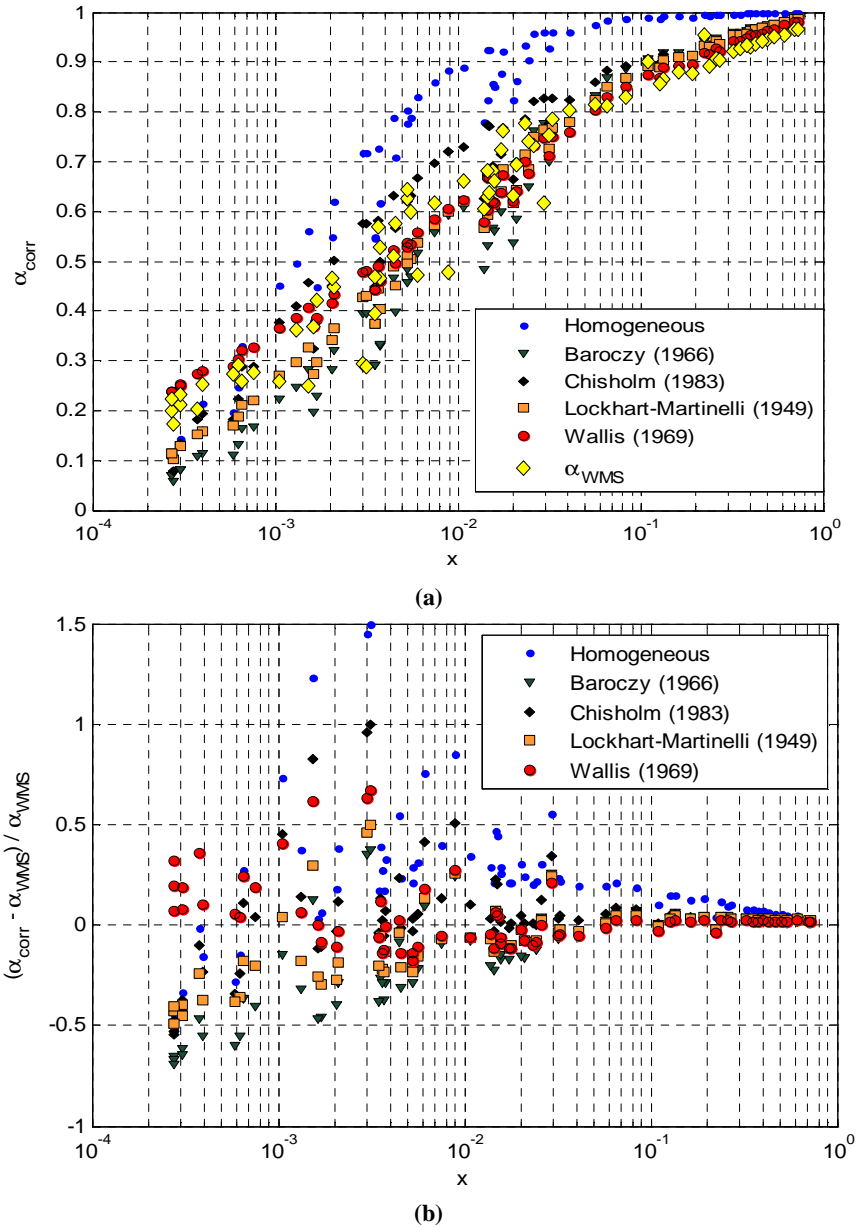 1
0.9
0.8
0.7
0.6
0.5
0.4
0.3
0.2
0.1
0
α_corr
Homogeneous
Baroczy (1966)
Chisholm (1983)
Lockhart-Martinelli (1949)
Wallis (1969)
α_WMS
10^-4
10^-3
10^-2
10^-1
10^0
x
(a)
1.5
1
0.5
0
-0.5
-1
(α_corr - α_WMS) / α_WMS
Homogeneous
Baroczy (1966)
Chisholm (1983)
Lockhart-Martinelli (1949)
Wallis (1969)
10^-4
10^-3
10^-2
10^-1
10^0
x
(b)